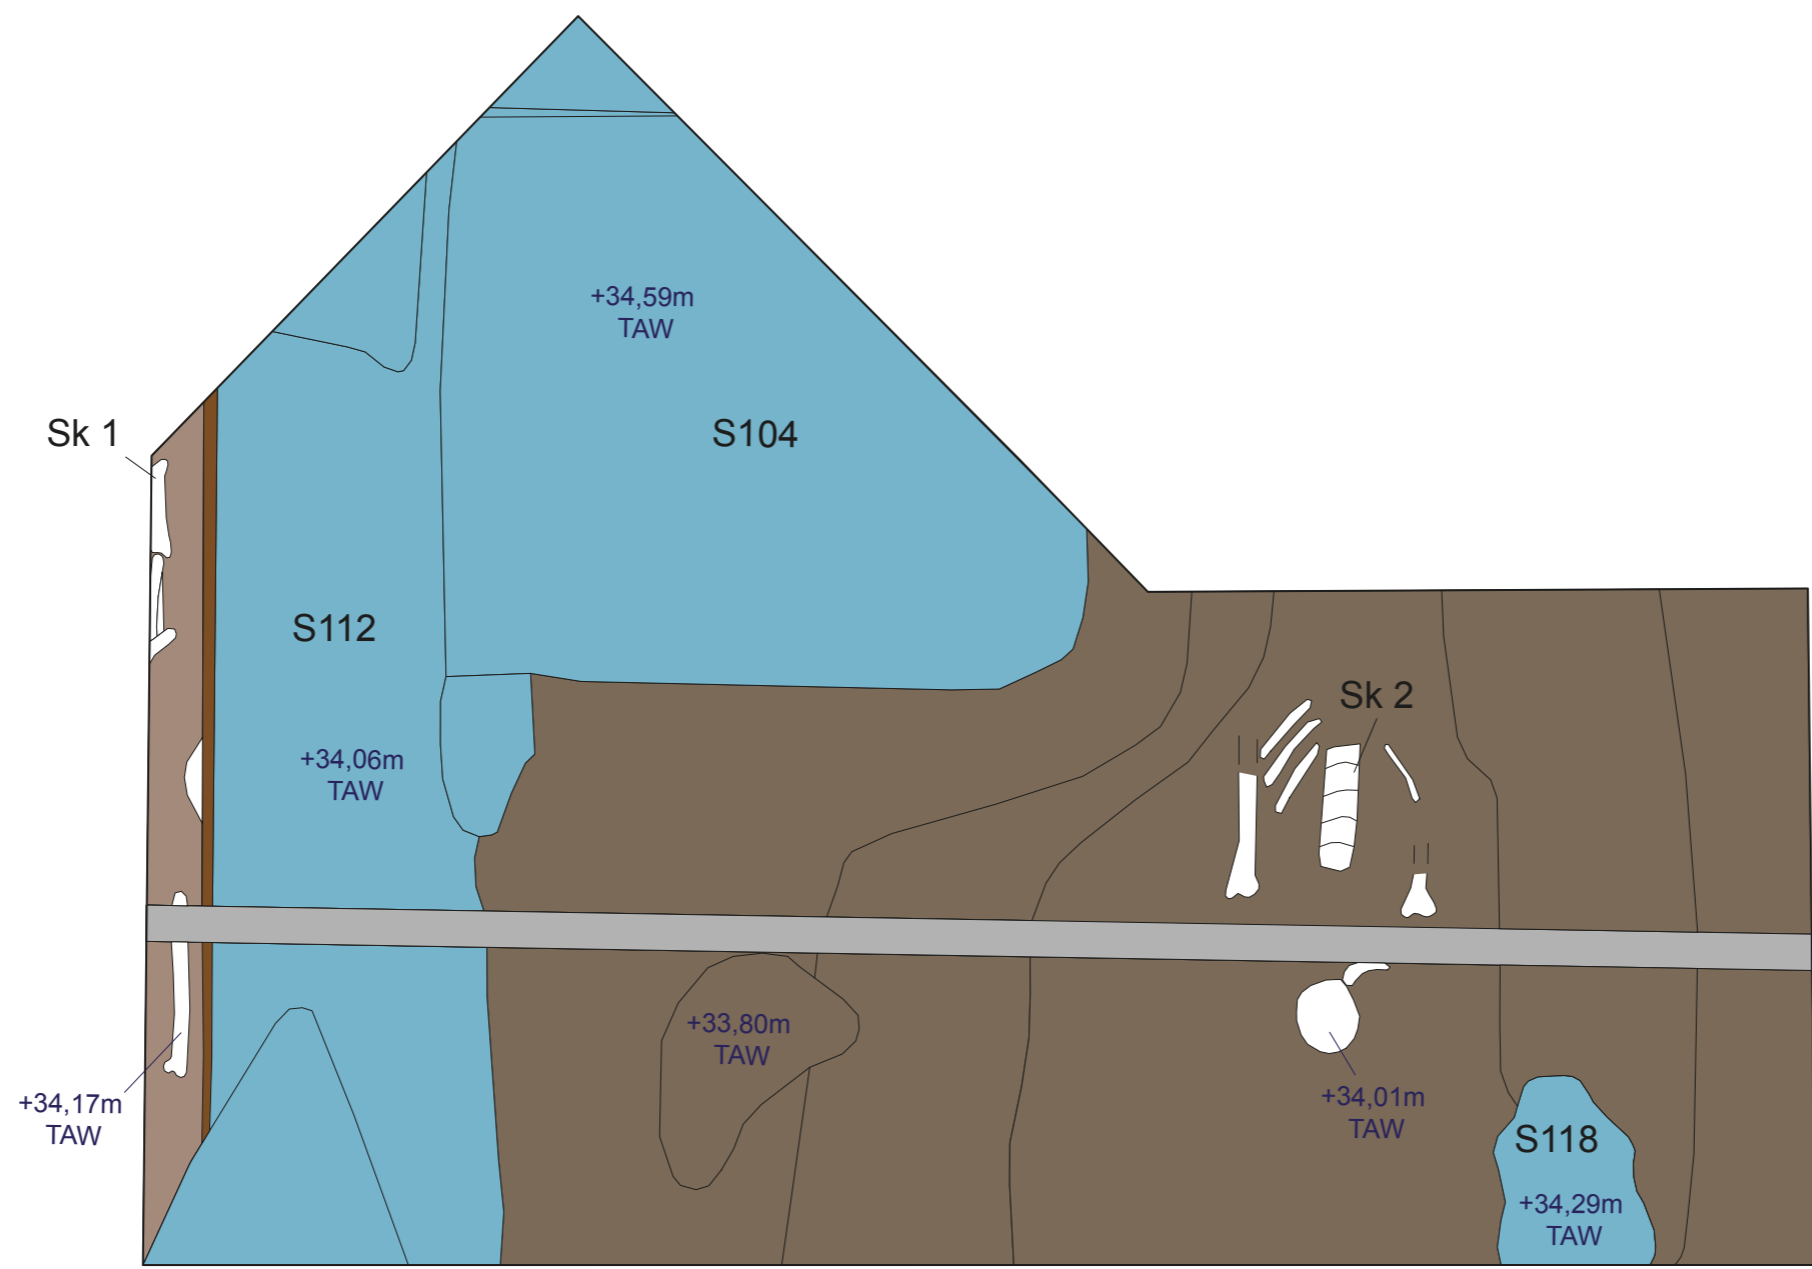 +34,59m
TAW
Sk 1
S104
S112
Sk 2
+34,06m
TAW
+33,80m
TAW
+34,17m
TAW
+34,01m
TAW
S118
+34,29m
TAW